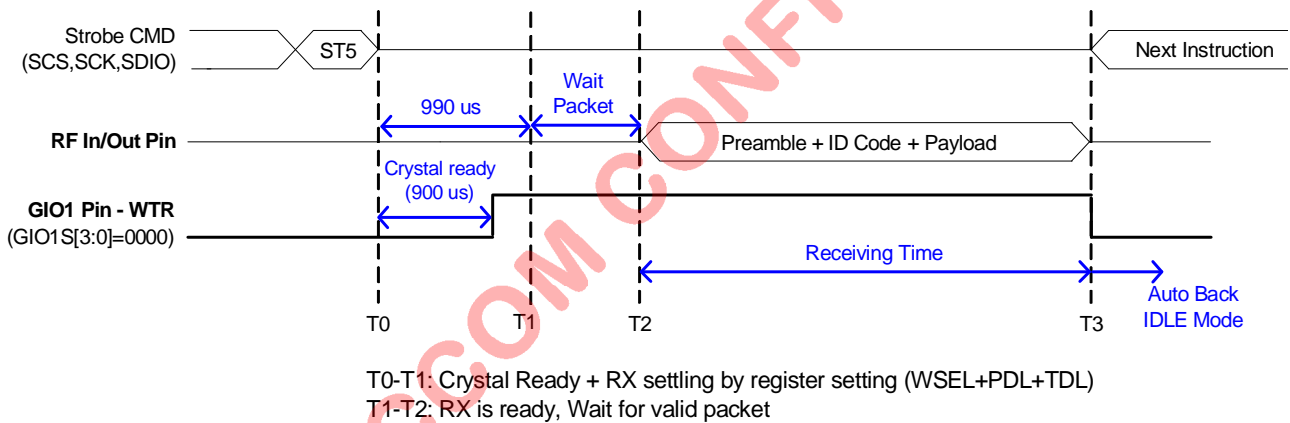 Strobe CMD
(SCS,SCK,SDIO)
ST5
Next Instruction
990 us
Wait
Packet
RF In/Out Pin
Preamble + ID Code + Payload
Crystal ready
(900 us)
GIO1 Pin - WTR
(GIO1S[3:0]=0000)
Receiving Time
Auto Back
IDLE Mode
T0
T1
T2
T3
T0-T1: Crystal Ready + RX settling by register setting (WSEL+PDL+TDL)
T1-T2: RX is ready, Wait for valid packet
CCOM CONF